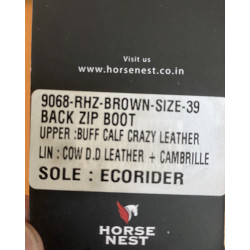 Visit us
www.horsenest.co.in
9068-RHZ-BROWN-SIZE-39
BACK ZIP BOOT
UPPER :BUFF CALF CRAZY LEATHER
LIN : COW D.D LEATHER + CAMBRILLE
SOLE : ECORIDER
HORSE
NEST